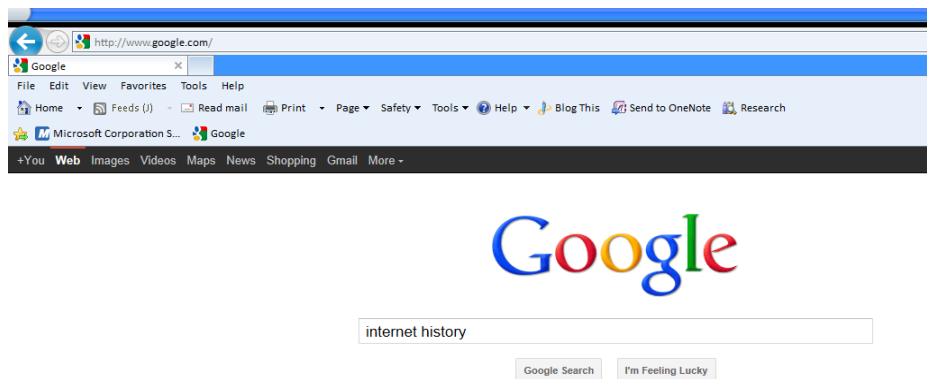 http://www.google.com/
Google
File Edit View Favorites Tools Help
Home Feeds (J) Read mail Print Page Safety Tools Help Blog This Send to OneNote Research
Microsoft Corporation S... Google
+You Web Images Videos Maps News Shopping Gmail More
Google
internet history
Google Search I'm Feeling Lucky